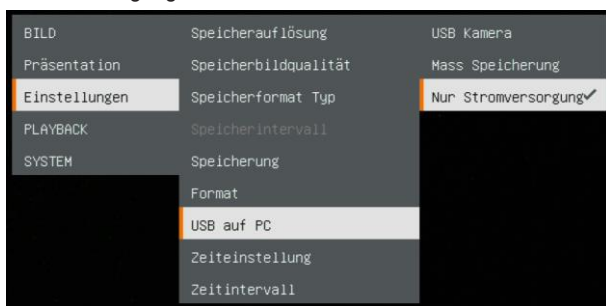 BILD
Präsentation
Einstellungen
PLAYBACK
SYSTEM
Speicherauflösung
Speicherbildqualität
Speicherformat Typ
Speicherintervall
Speicherung
Format
USB auf PC
Zeiteinstellung
Zeitintervall
USB Kamera
Mass Speicherung
Nur Stromversorgung✓